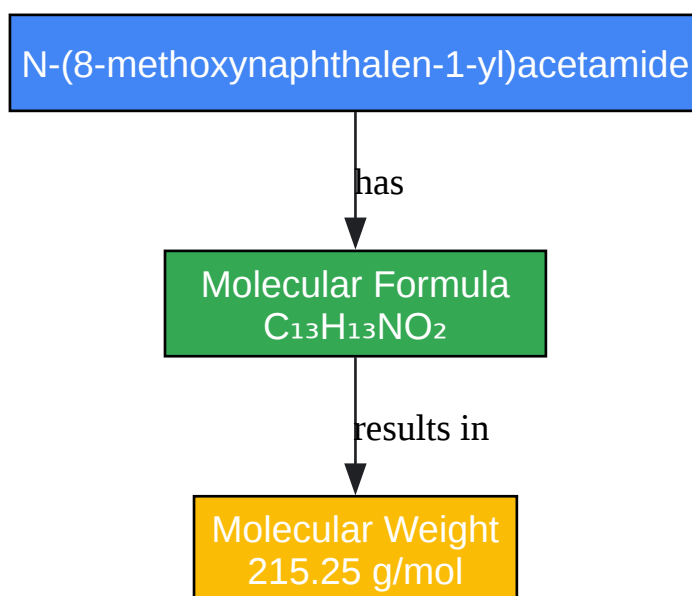 N-(8-methoxynaphthalen-1-yl)acetamide
has
Molecular Formula
C₁₃H₁₃NO₂
results in
Molecular Weight
215.25 g/mol